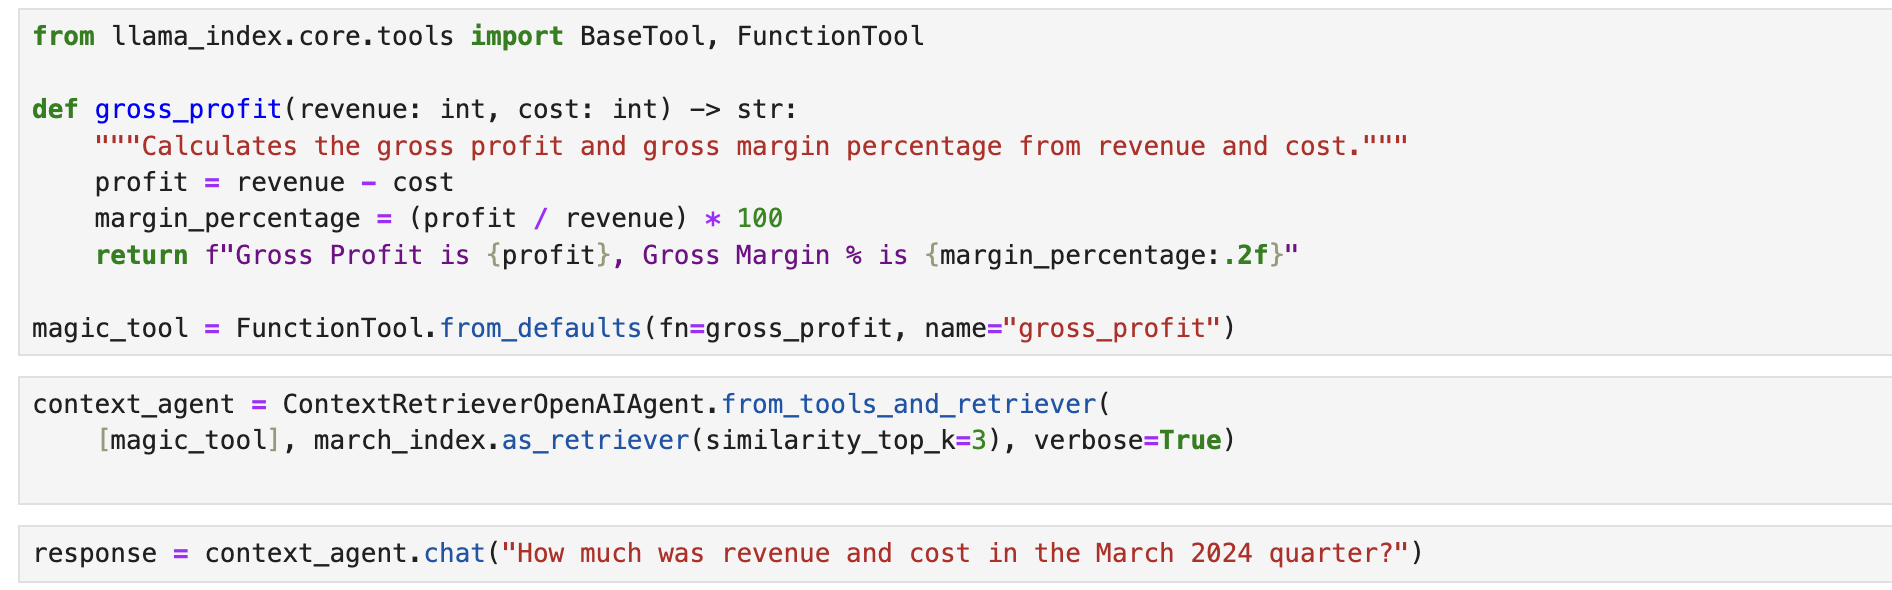 from llama_index.core.tools import BaseTool, FunctionTool
def gross_profit(revenue: int, cost: int) -> str:
    """Calculates the gross profit and gross margin percentage from revenue and cost."""
    profit = revenue - cost
    margin_percentage = (profit / revenue) * 100
    return f"Gross Profit is {profit}, Gross Margin % is {margin_percentage:.2f}"
magic_tool = FunctionTool.from_defaults(fn=gross_profit, name="gross_profit")
context_agent = ContextRetrieverOpenAIAgent.from_tools_and_retriever(
    [magic_tool], march_index.as_retriever(similarity_top_k=3), verbose=True)
response = context_agent.chat("How much was revenue and cost in the March 2024 quarter?")